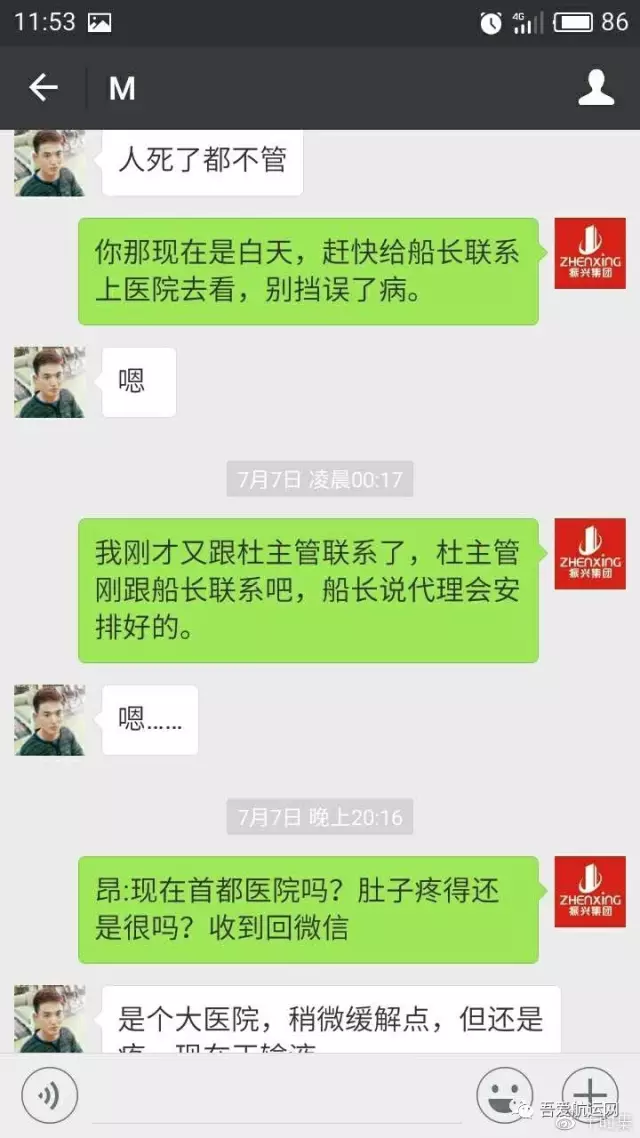 11:53
4G
86
M
人死了都不管
你那现在是白天，赶快给船长联系
上医院去看，别挡误了病。
ZHENXING
振兴集团
嗯
7月7日 凌晨00:17
我刚才又跟杜主管联系了，杜主管
刚跟船长联系吧，船长说代理会安
排好的。
ZHENXING
振兴集团
嗯……
7月7日 晚上20:16
昂:现在首都医院吗？肚子疼得还
是很吗？收到回微信
ZHENXING
振兴集团
是个大医院，稍微缓解点，但还是
疼，现在正输液
吾爱航运网